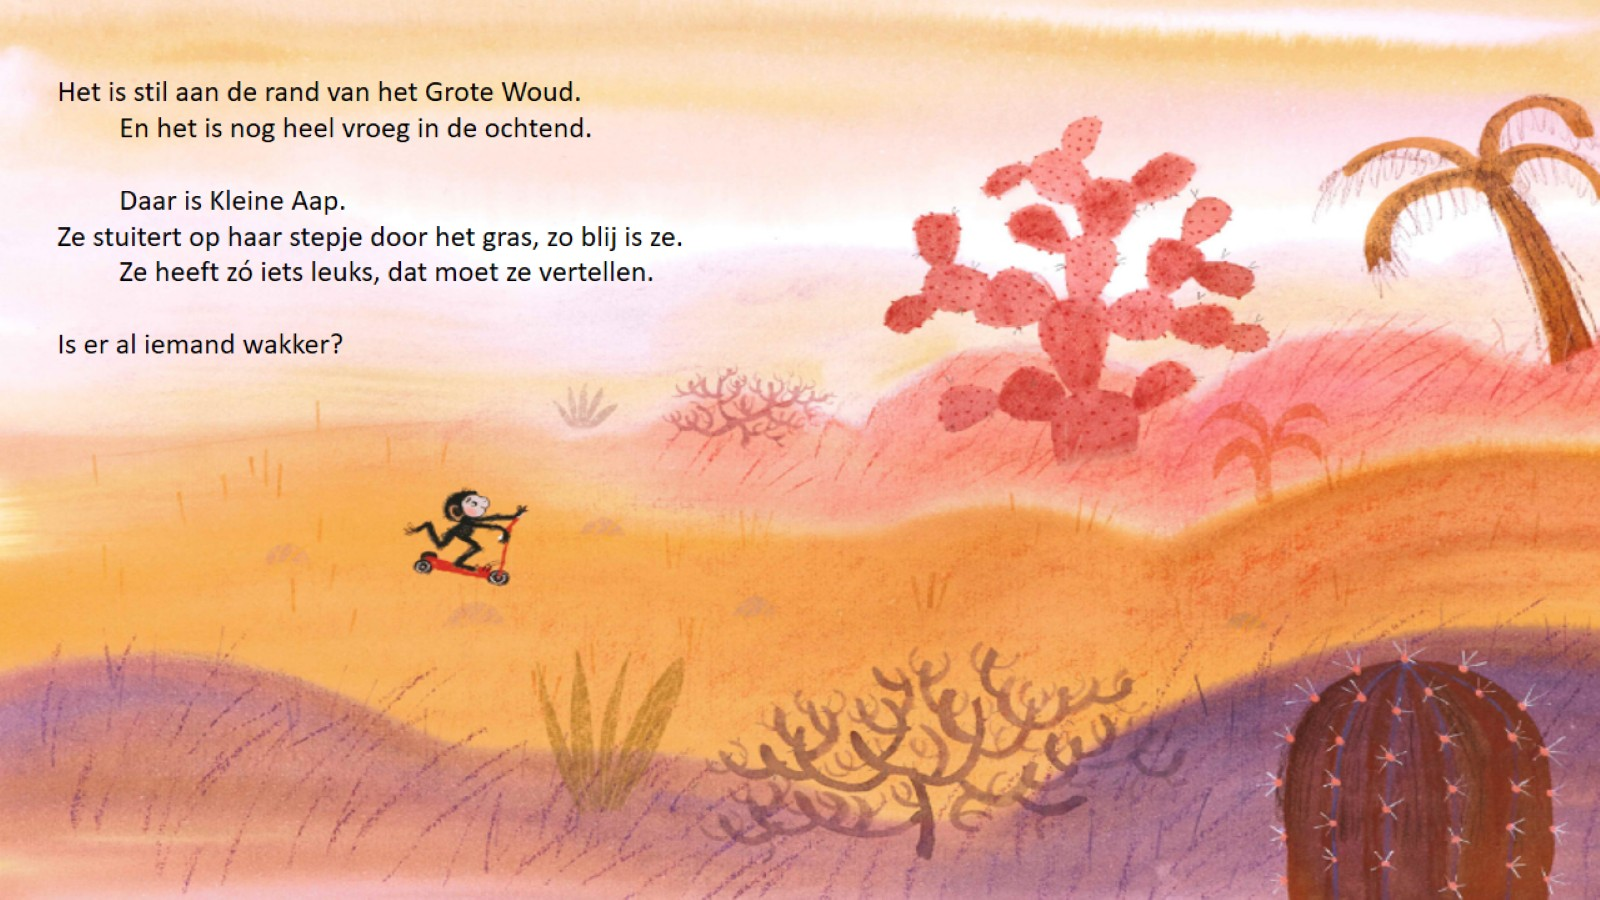 Het is stil aan de rand van het Grote Woud.
En het is nog heel vroeg in de ochtend.
Daar is Kleine Aap.
Ze stuitert op haar stepje door het gras, zo blij is ze.
Ze heeft zó iets leuks, dat moet ze vertellen.
Is er al iemand wakker?